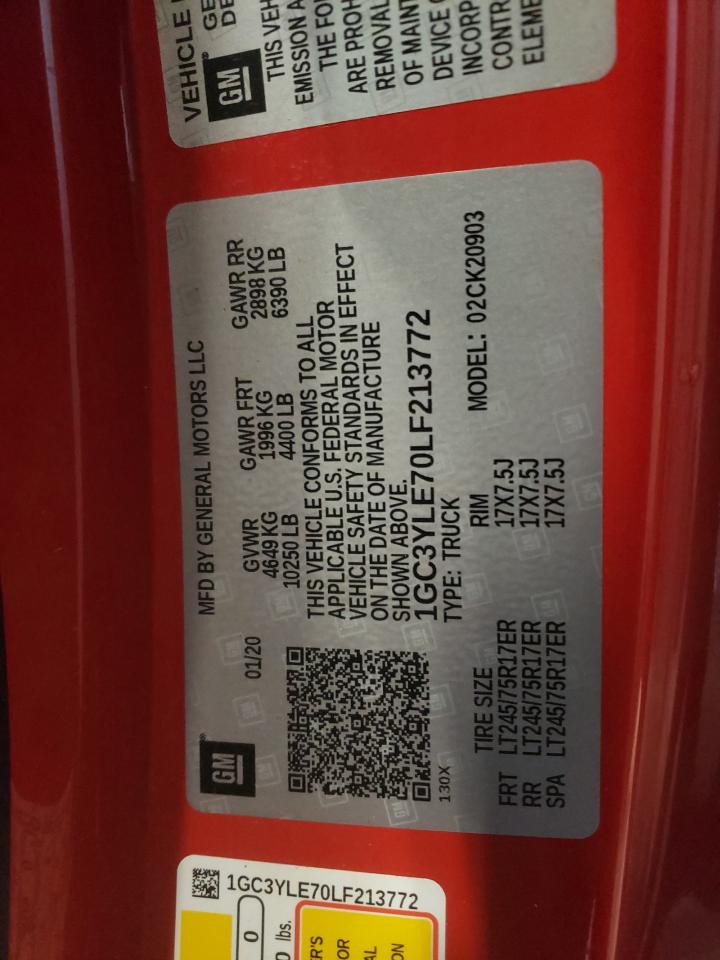 GM
MFD BY GENERAL MOTORS LLC
01/20
GVWR GAWR FRT GAWR RR
4649 KG 1996 KG 2898 KG
10250 LB 4400 LB 6390 LB
THIS VEHICLE CONFORMS TO ALL
APPLICABLE U.S. FEDERAL MOTOR
VEHICLE SAFETY STANDARDS IN EFFECT
ON THE DATE OF MANUFACTURE
SHOWN ABOVE.
1GC3YLE70LF213772
TYPE: TRUCK MODEL: 02CK20903
130X
TIRE SIZE RIM
FRT LT245/75R17ER 17X7.5J
RR LT245/75R17ER 17X7.5J
SPA LT245/75R17ER 17X7.5J
1GC3YLE70LF213772
0
lbs.
OR
VEHICLE
GM
THIS VEH
EMISSION
THE FO
ARE PROH
REMOVAL
OF MAINT
DEVICE
INCORP
CONTR
ELEME